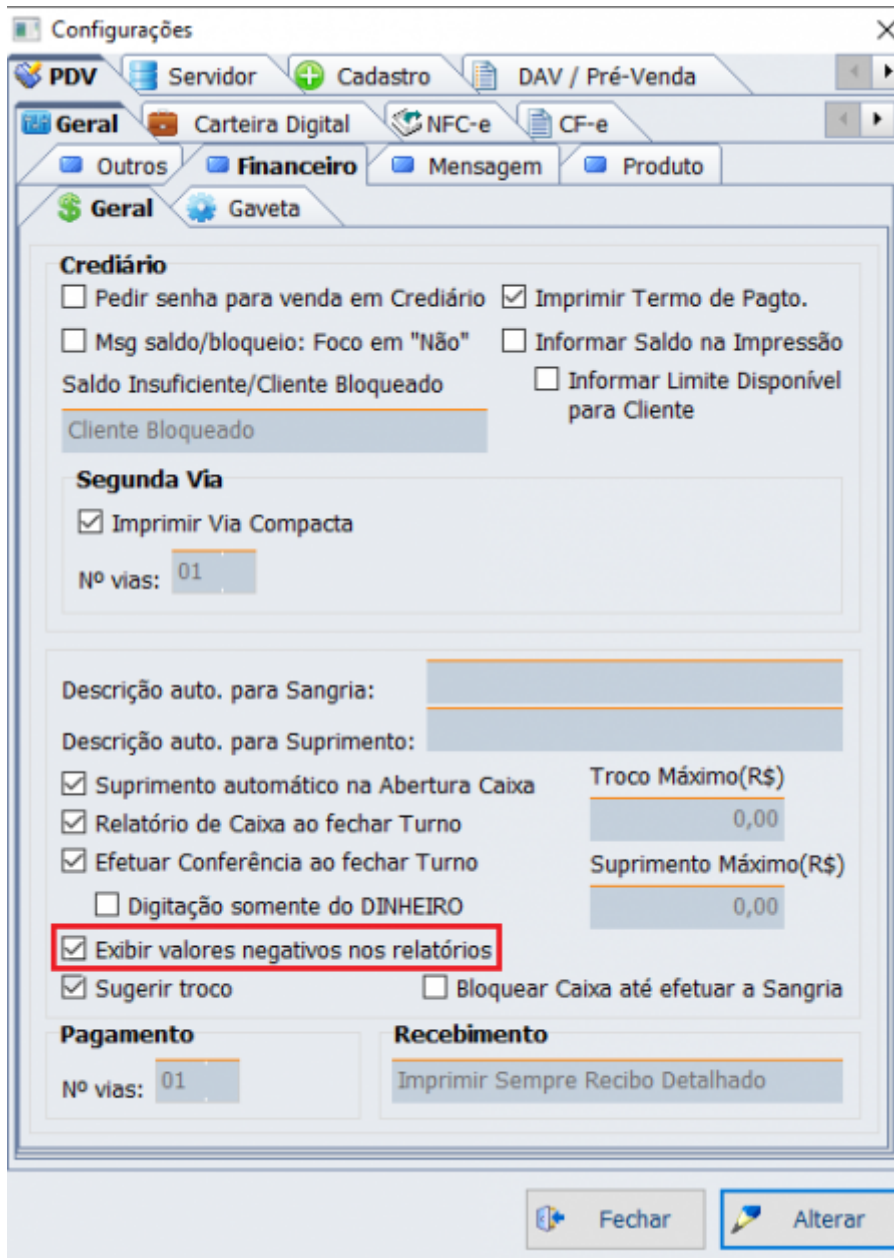 Configurações
PDV Servidor Cadastro DAV / Pré-Venda
Geral Carteira Digital NFC-e CF-e
Outros Financeiro Mensagem Produto
Geral Gaveta
Crediário
Pedir senha para venda em Crediário Imprimir Termo de Pagto.
Msg saldo/bloqueio: Foco em "Não" Informar Saldo na Impressão
Saldo Insuficiente/Cliente Bloqueado Informar Limite Disponível
para Cliente
Cliente Bloqueado
Segunda Via
Imprimir Via Compacta
Nº vias: 01
Descrição auto. para Sangria:
Descrição auto. para Suprimento:
Suprimento automático na Abertura Caixa Troco Máximo(R$)
Relatório de Caixa ao fechar Turno 0,00
Efetuar Conferência ao fechar Turno Suprimento Máximo(R$)
Digitação somente do DINHEIRO 0,00
Exibir valores negativos nos relatórios
Sugerir troco Bloquear Caixa até efetuar a Sangria
Pagamento Recebimento
Nº vias: 01 Imprimir Sempre Recibo Detalhado
Fechar Alterar